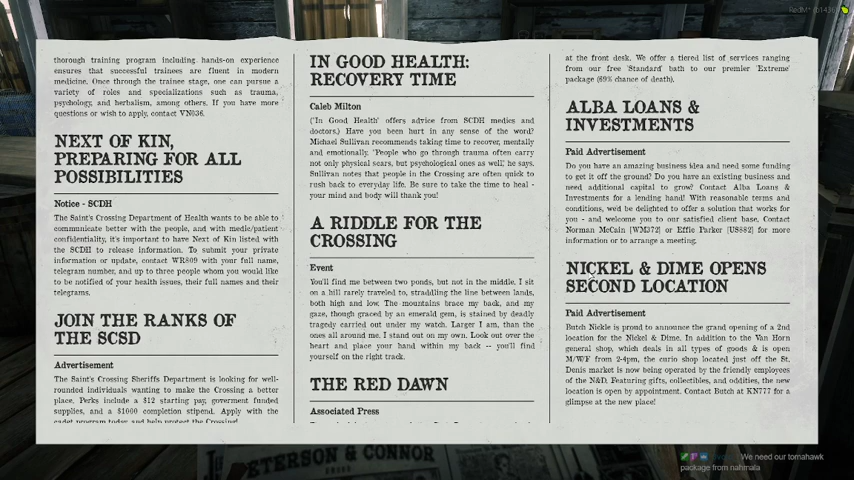 RedM™ (b1436)
thorough training program including hands-on experience
ensures that successful trainees are fluent in modern
medicine. Once through the trainee stage, one can pursue a
variety of roles and specializations such as trauma,
psychology, and herbalism, among others. If you have more
questions or wish to apply, contact VN036.
NEXT OF KIN,
PREPARING FOR ALL
POSSIBILITIES
Notice - SCDH
The Saint's Crossing Department of Health wants to be able to
communicate better with the people, and with medic/patient
confidentiality, it's important to have Next of Kin listed with
the SCDH to release information. To submit your private
information or update, contact WR809 with your full name,
telegram number, and up to three people whom you would like
to be notified of your health issues, their full names and their
telegrams.
JOIN THE RANKS OF
THE SCSD
Advertisement
The Saint's Crossing Sheriff's Department is looking for well-
rounded individuals wanting to make the Crossing a better
place. Perks include a $12 starting pay, goverment funded
supplies, and a $1000 completion stipend. Apply with the
cadet program today and help protect the Crossing!
IN GOOD HEALTH:
RECOVERY TIME
Caleb Milton
('In Good Health' offers advice from SCDH medics and
doctors.) Have you been hurt in any sense of the word?
Michael Sullivan recommends taking time to recover, mentally
and emotionally. "People who go through trauma often carry
not only physical scars, but psychological ones as well," he says.
Sullivan notes that people in the Crossing are often quick to
rush back to everyday life. Be sure to take the time to heal -
your mind and body will thank you!
A RIDDLE FOR THE
CROSSING
Event
You'll find me between two ponds, but not in the middle. I sit
on a hill rarely traveled to, straddling the line between lands,
both high and low. The mountains brace my back, and my
gaze, though graced by an emerald gem, is stained by deadly
tragedy carried out under my watch. Larger I am, than the
ones all around me, I stand out on my own. Look out over the
heart and place your hand within my back -- you'll find
yourself on the right track.
THE RED DAWN
Associated Press
at the front desk. We offer a tiered list of services ranging
from our free 'Standard' bath to our premier 'Extreme'
package (69% chance of death).
ALBA LOANS &
INVESTMENTS
Paid Advertisement
Do you have an amazing business idea and need some funding
to get it off the ground? Do you have an existing business and
need additional capital to grow? Contact Alba Loans &
Investments for a lending hand! With reasonable terms and
conditions, we'd be delighted to offer a solution that works for
you - and welcome you to our satisfied client base. Contact
Norman McCain [WM372] or Effie Parker [US882] for more
information or to arrange a meeting.
NICKEL & DIME OPENS
SECOND LOCATION
Paid Advertisement
Butch Nickle is proud to announce the grand opening of a 2nd
location for the Nickel & Dime. In addition to the Van Horn
general shop, which deals in all types of goods & is open
M/W/F from 2-4pm, the curio shop located just off the St.
Denis market is now being operated by the friendly employees
of the N&D. Featuring gifts, collectibles, and oddities, the new
location is open by appointment. Contact Butch at KN777 for a
glimpse at the new place!
PETERSON & CONNOR
We need our tomahawk
package from nahmala